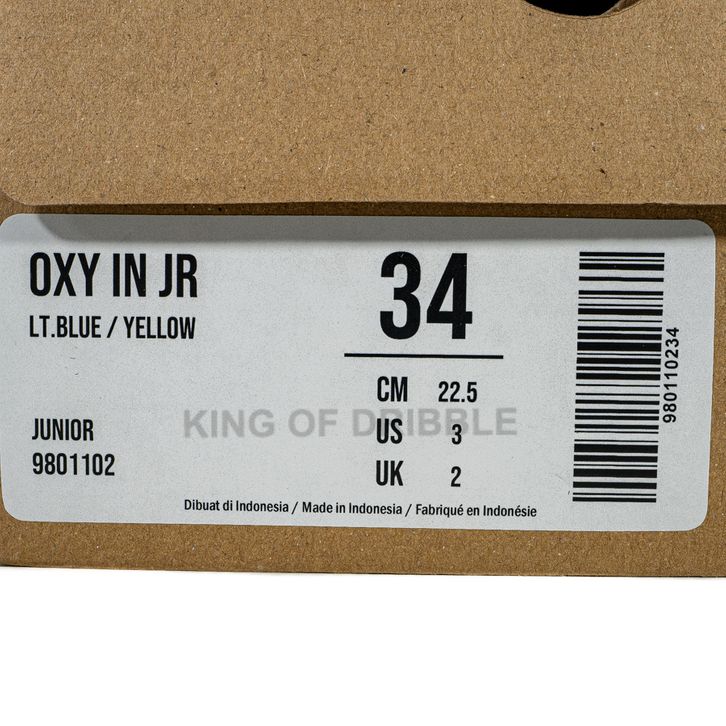 OXY IN JR
LT.BLUE / YELLOW
34
CM 22.5
US 3
UK 2
JUNIOR
9801102
KING OF DRIBBLE
Dibuat di Indonesia / Made in Indonesia / Fabriqué en Indonésie
980110234